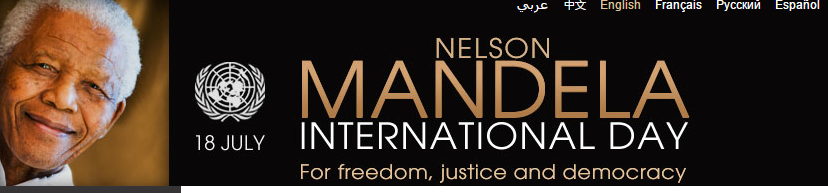 عربي 中文 English Français Русский Español
NELSON
MANDELA
INTERNATIONAL DAY
18 JULY
For freedom, justice and democracy